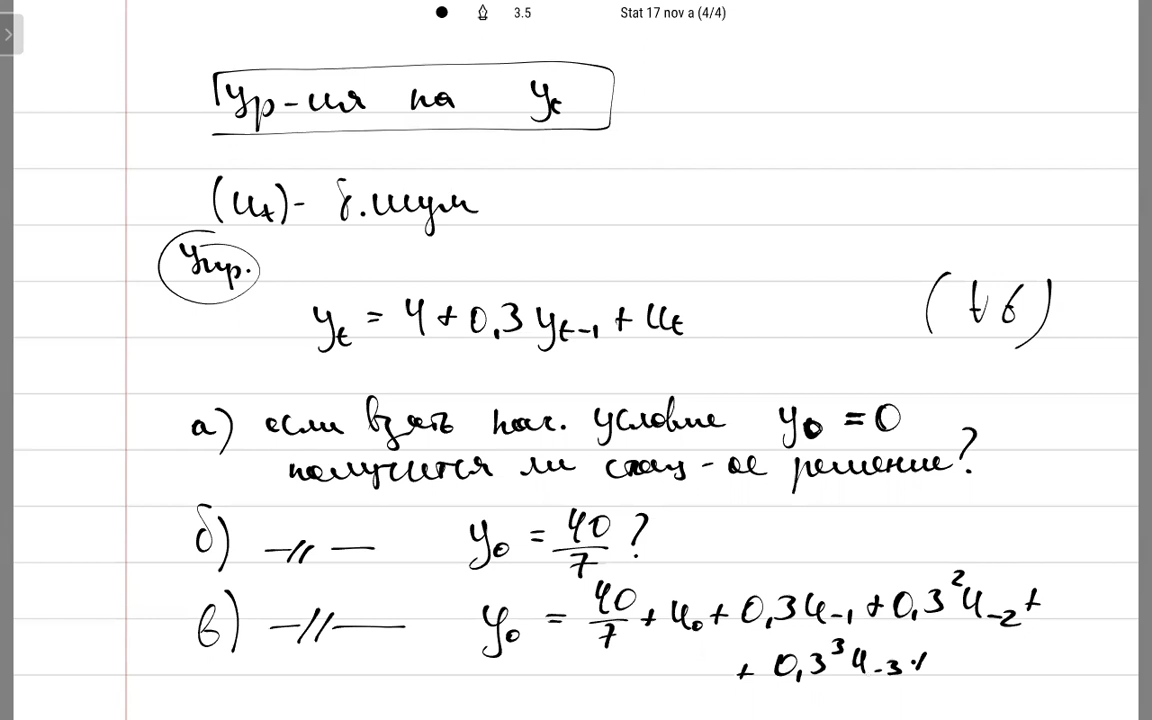 3.5 Stat 17 nov a (4/4)
Ур-ия на y_t
(u_t) - б.шум
Упр.
y_t = 4 + 0,3 y_{t-1} + u_t
а) если взять нач. условие y_0 = 0
получится ли стац-ое решение?
б) -//- y_0 = 40/7 ?
в) -//- y_0 = 40/7 + u_0 + 0,3u_{-1} + 0,3^2 u_{-2} +
+ 0,3^3 u_{-3} +